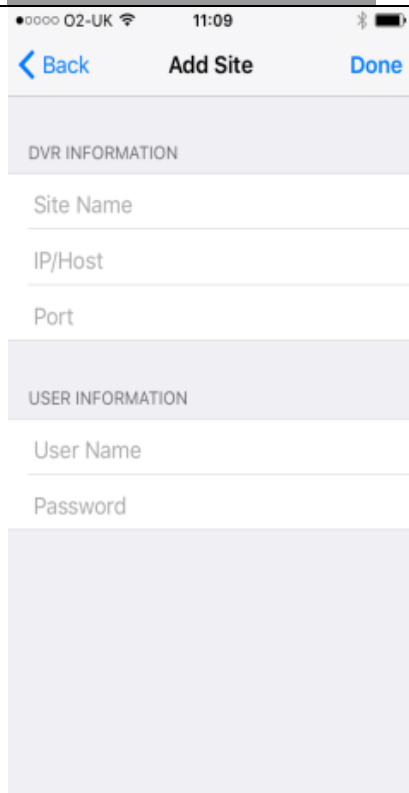 O2-UK 11:09
Back Add Site Done
DVR INFORMATION
Site Name
IP/Host
Port
USER INFORMATION
User Name
Password